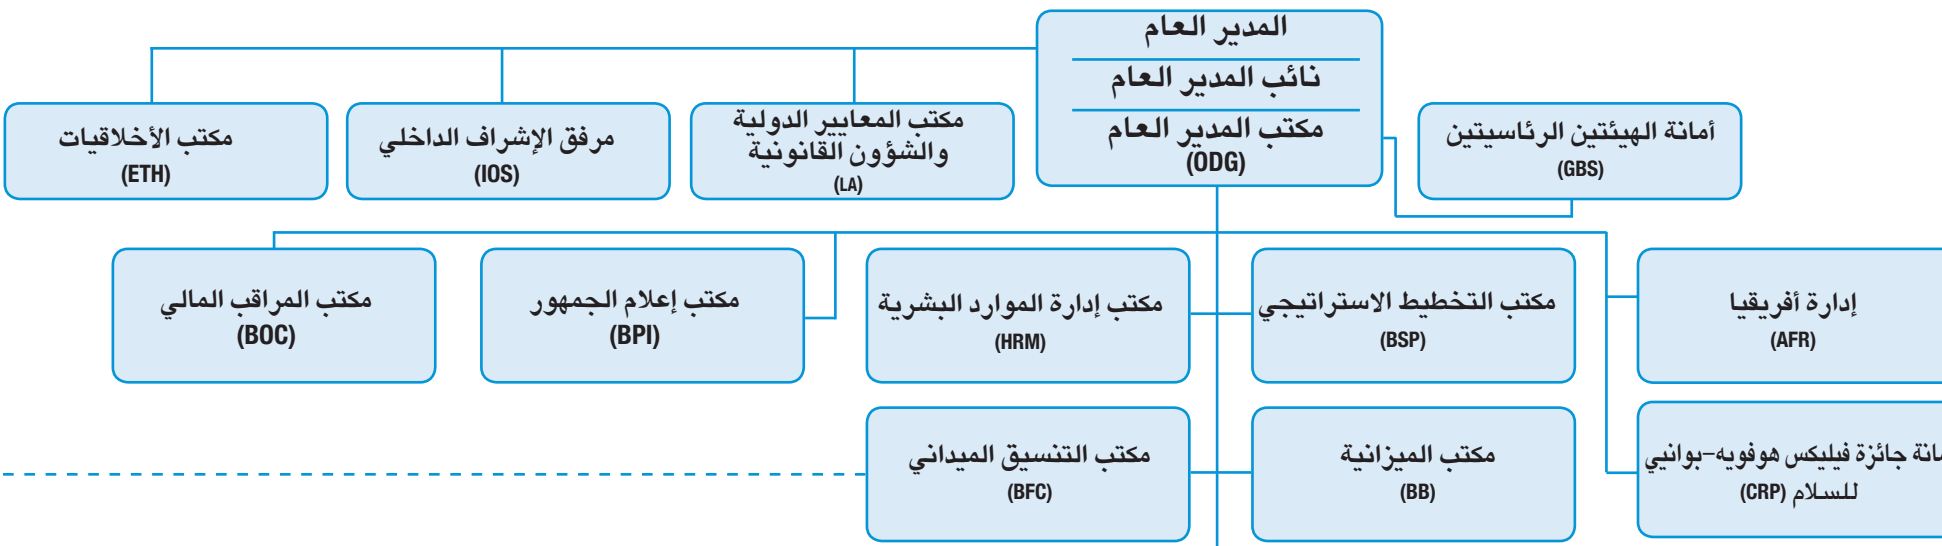 المدير العام
نائب المدير العام
مكتب المدير العام
(ODG)
أمانة الهيئتين الرئاسيتين
(GBS)
مكتب المعايير الدولية
والشؤون القانونية
(LA)
مرفق الإشراف الداخلي
(IOS)
مكتب الأخلاقيات
(ETH)
إدارة أفريقيا
(AFR)
مكتب التخطيط الاستراتيجي
(BSP)
مكتب إدارة الموارد البشرية
(HRM)
مكتب إعلام الجمهور
(BPI)
مكتب المراقب المالي
(BOC)
جائزة فيليكس هوفويه-بوانيي
للسلام (CRP)
مكتب الميزانية
(BB)
مكتب التنسيق الميداني
(BFC)